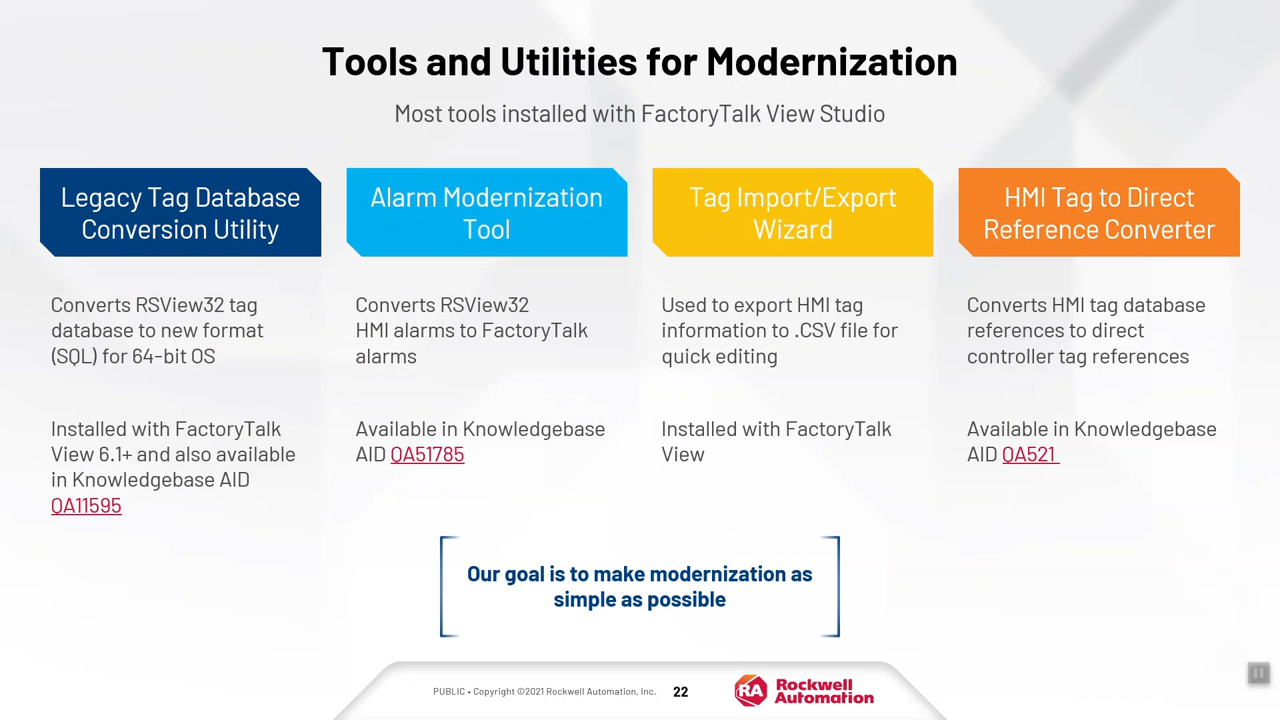 Tools and Utilities for Modernization
Most tools installed with FactoryTalk View Studio
Legacy Tag Database
Conversion Utility
Converts RSView32 tag
database to new format
(SQL) for 64-bit OS
Installed with FactoryTalk
View 6.1+ and also available
in Knowledgebase AID
QA11595
Alarm Modernization
Tool
Converts RSView32
HMI alarms to FactoryTalk
alarms
Available in Knowledgebase
AID QA51785
Tag Import/Export
Wizard
Used to export HMI tag
information to .CSV file for
quick editing
Installed with FactoryTalk
View
HMI Tag to Direct
Reference Converter
Converts HMI tag database
references to direct
controller tag references
Available in Knowledgebase
AID QA521
Our goal is to make modernization as
simple as possible
PUBLIC • Copyright ©2021 Rockwell Automation, Inc. 22
RA Rockwell
Automation